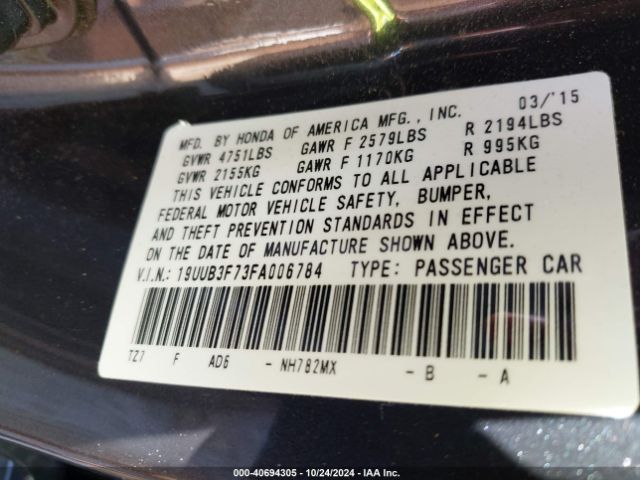 MFD. BY HONDA OF AMERICA MFG., INC. 03/'15
GVWR 4751LBS GAWR F 2579LBS R 2194LBS
GVWR 2155KG GAWR F 1170KG R 995KG
THIS VEHICLE CONFORMS TO ALL APPLICABLE
FEDERAL MOTOR VEHICLE SAFETY, BUMPER,
AND THEFT PREVENTION STANDARDS IN EFFECT
ON THE DATE OF MANUFACTURE SHOWN ABOVE.
V.I.N.: 19UUB3F73FA006784 TYPE: PASSENGER CAR
TZ7 F AD6 - NH782MX - B - A
000-40694305 • 10/24/2024 • IAA Inc.